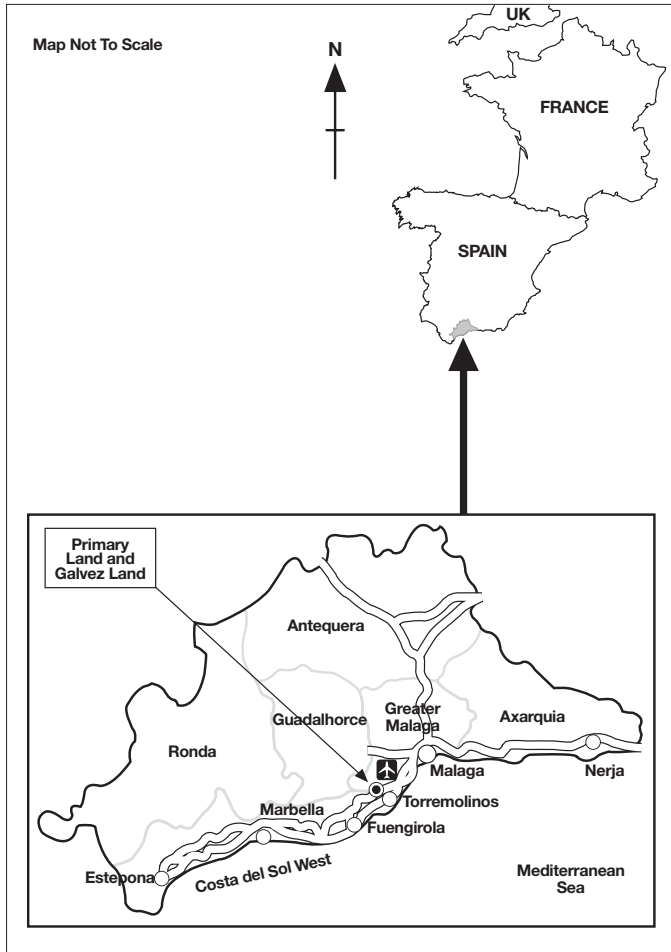 UK
Map Not To Scale
N
FRANCE
SPAIN
Primary
Land and
Galvez Land
Antequera
Guadalhorce
Greater
Malaga
Axarquia
Ronda
Malaga
Nerja
Marbella
Torremolinos
Fuengirola
Estepona
Costa del Sol West
Mediterranean
Sea